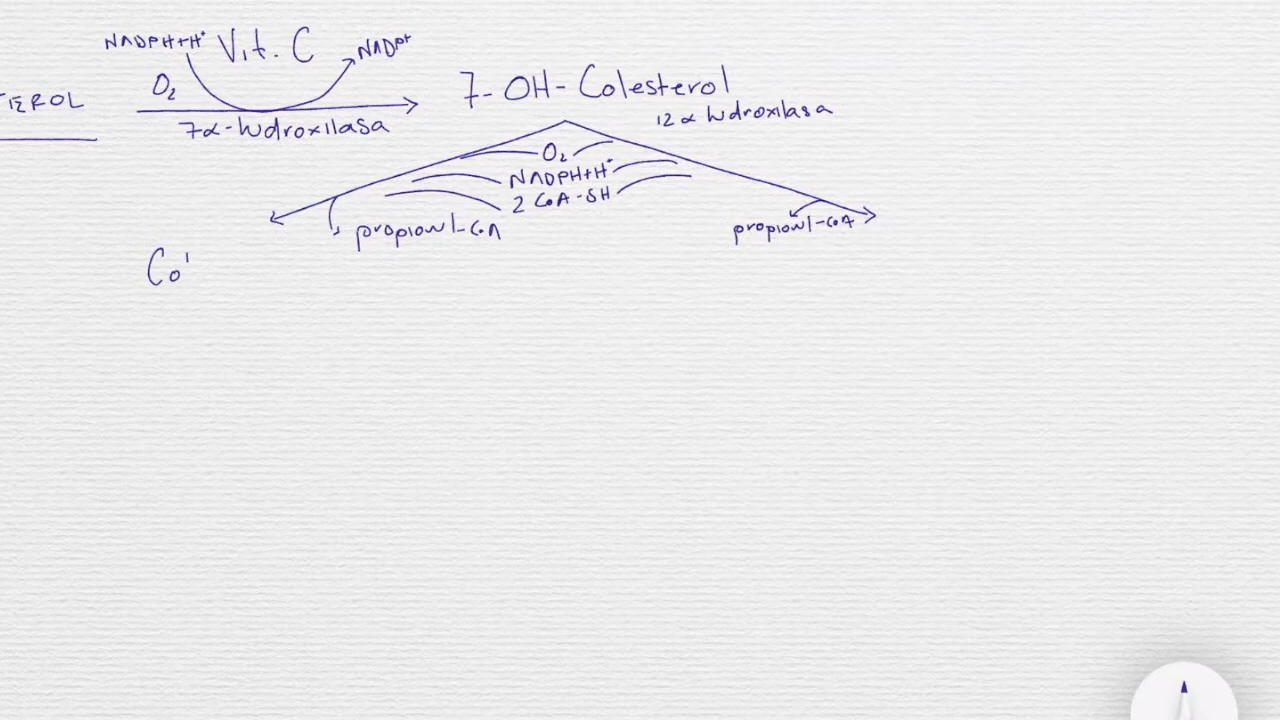 NADPH+H⁺ Vit. C NADP⁺
TEROL O₂ 7-OH-Colesterol
7α-hidroxilasa 12α hidroxilasa
O₂
NADPH+H⁺
2 CoA-SH
propionil-CoA propionil-CoA
Co